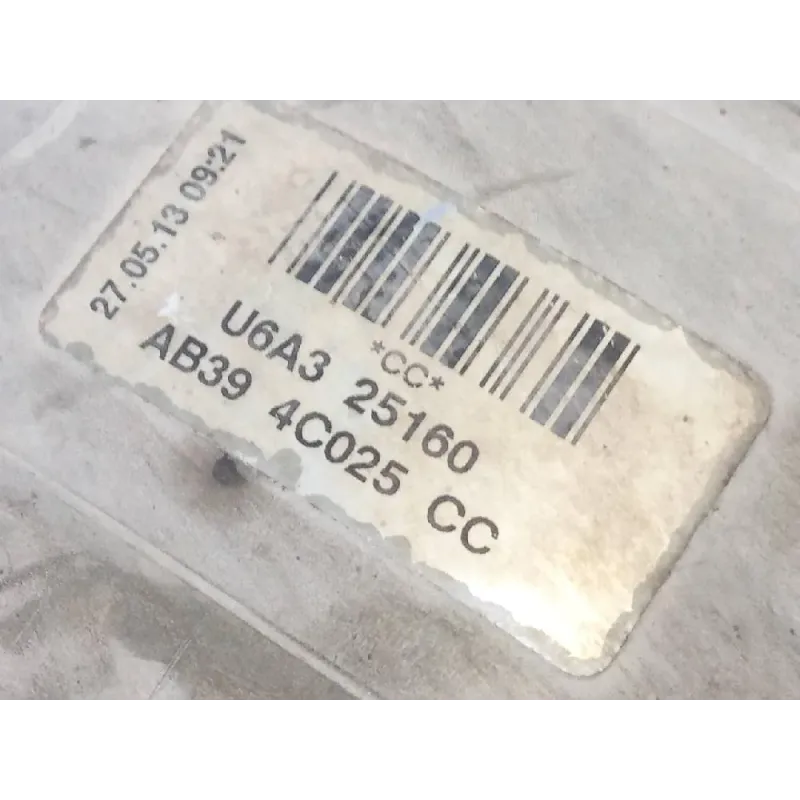 27.05.13 09:21
*CC*
U6A3 25160
AB39 4C025 CC